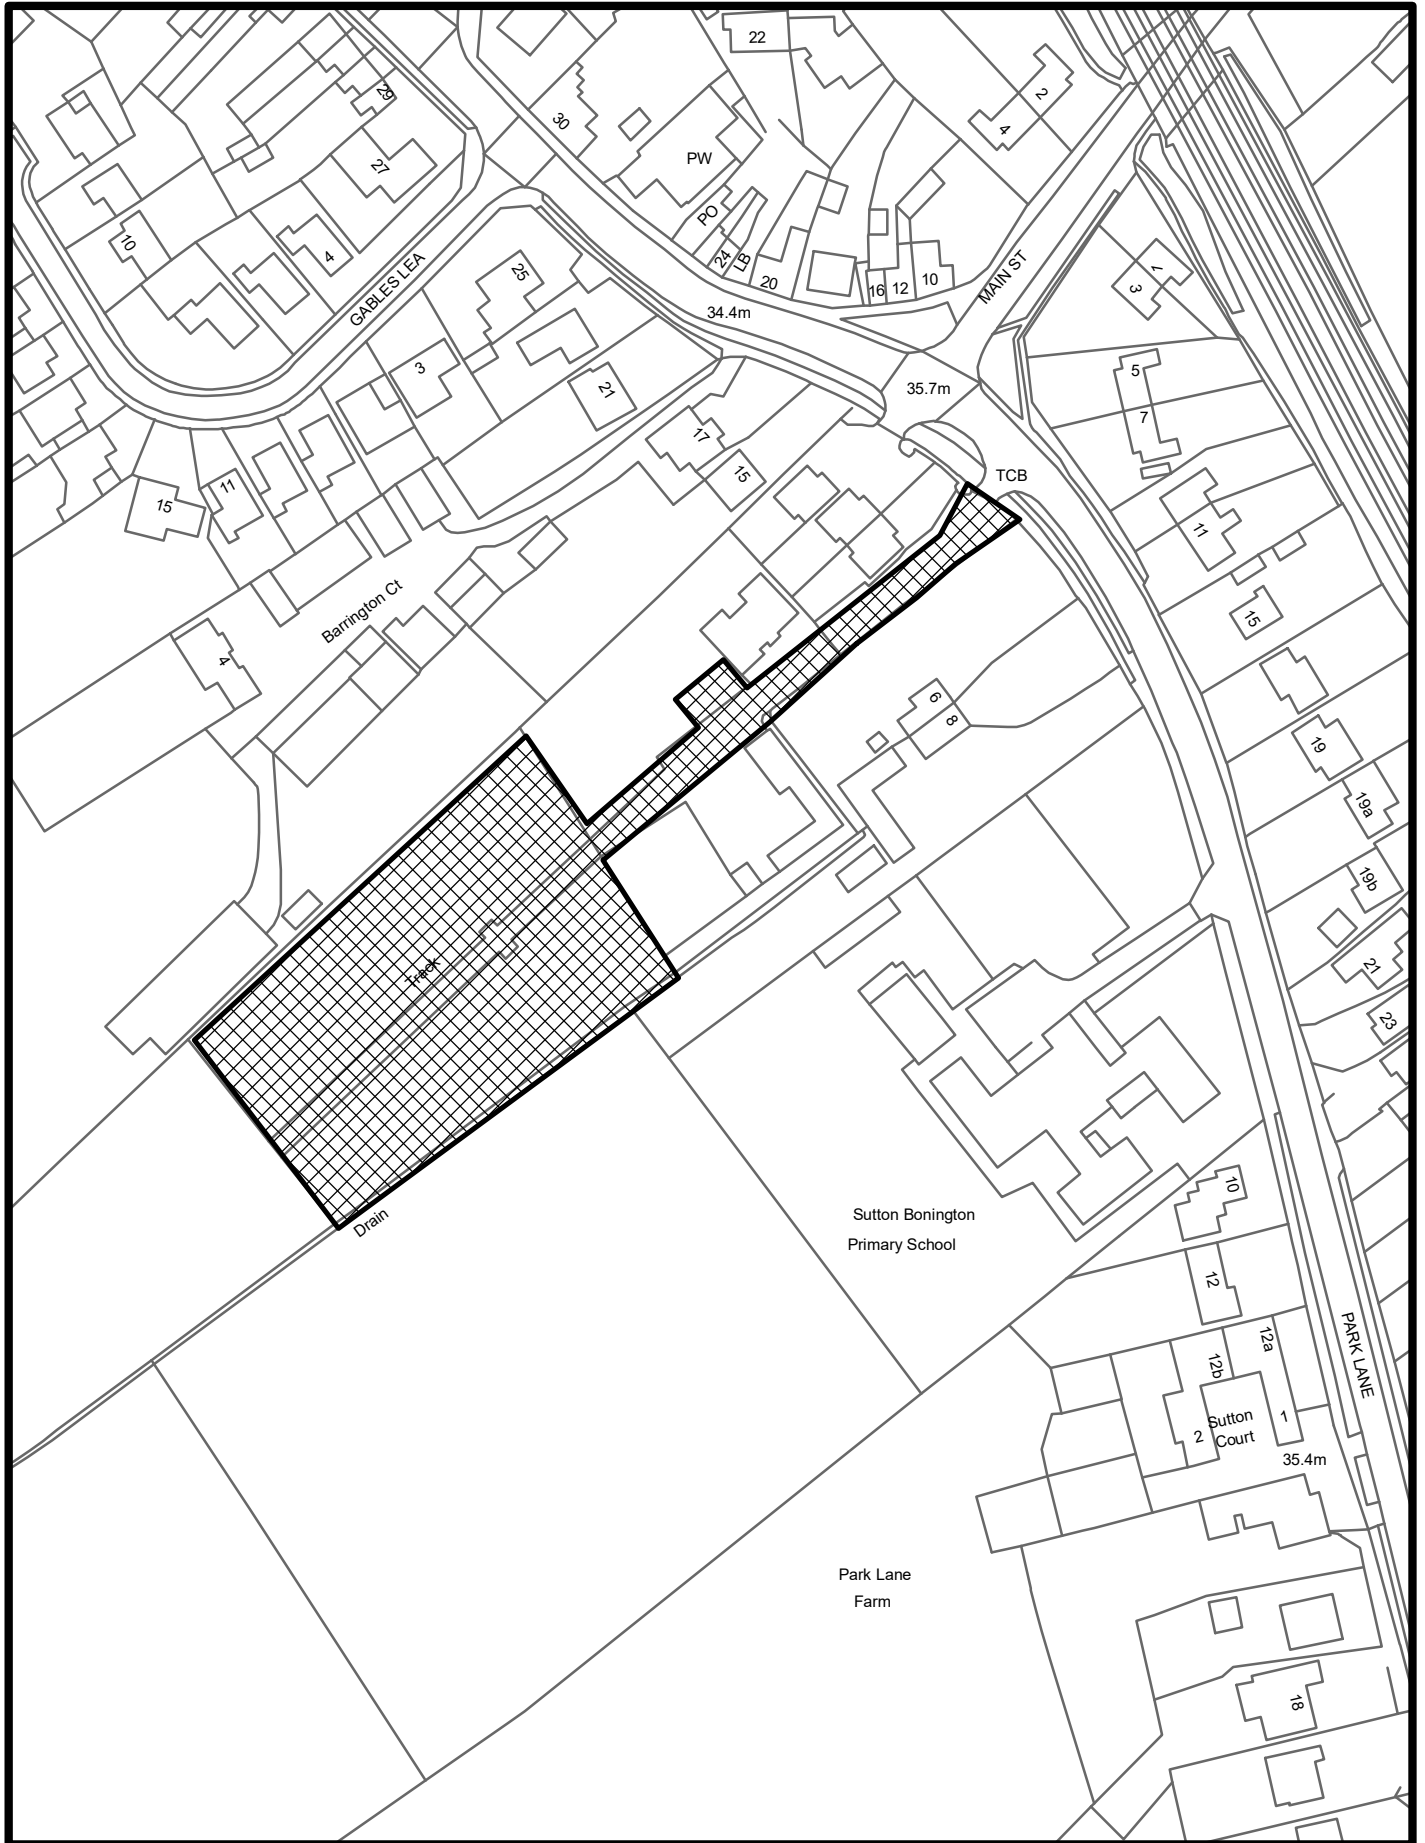 22
29
30
2
4
27
PW
10
4
PO
24
LB
25
GABLES LEA
20
16
12
10
MAIN ST
1
3
34.4m
3
21
35.7m
5
7
17
15
TCB
11
15
11
Barrington Ct
15
4
6
8
19
19a
19b
Track
21
23
10
Drain
Sutton Bonington
Primary School
12
12a
12b
PARK LANE
2
Sutton
Court
1
35.4m
Park Lane
Farm
18